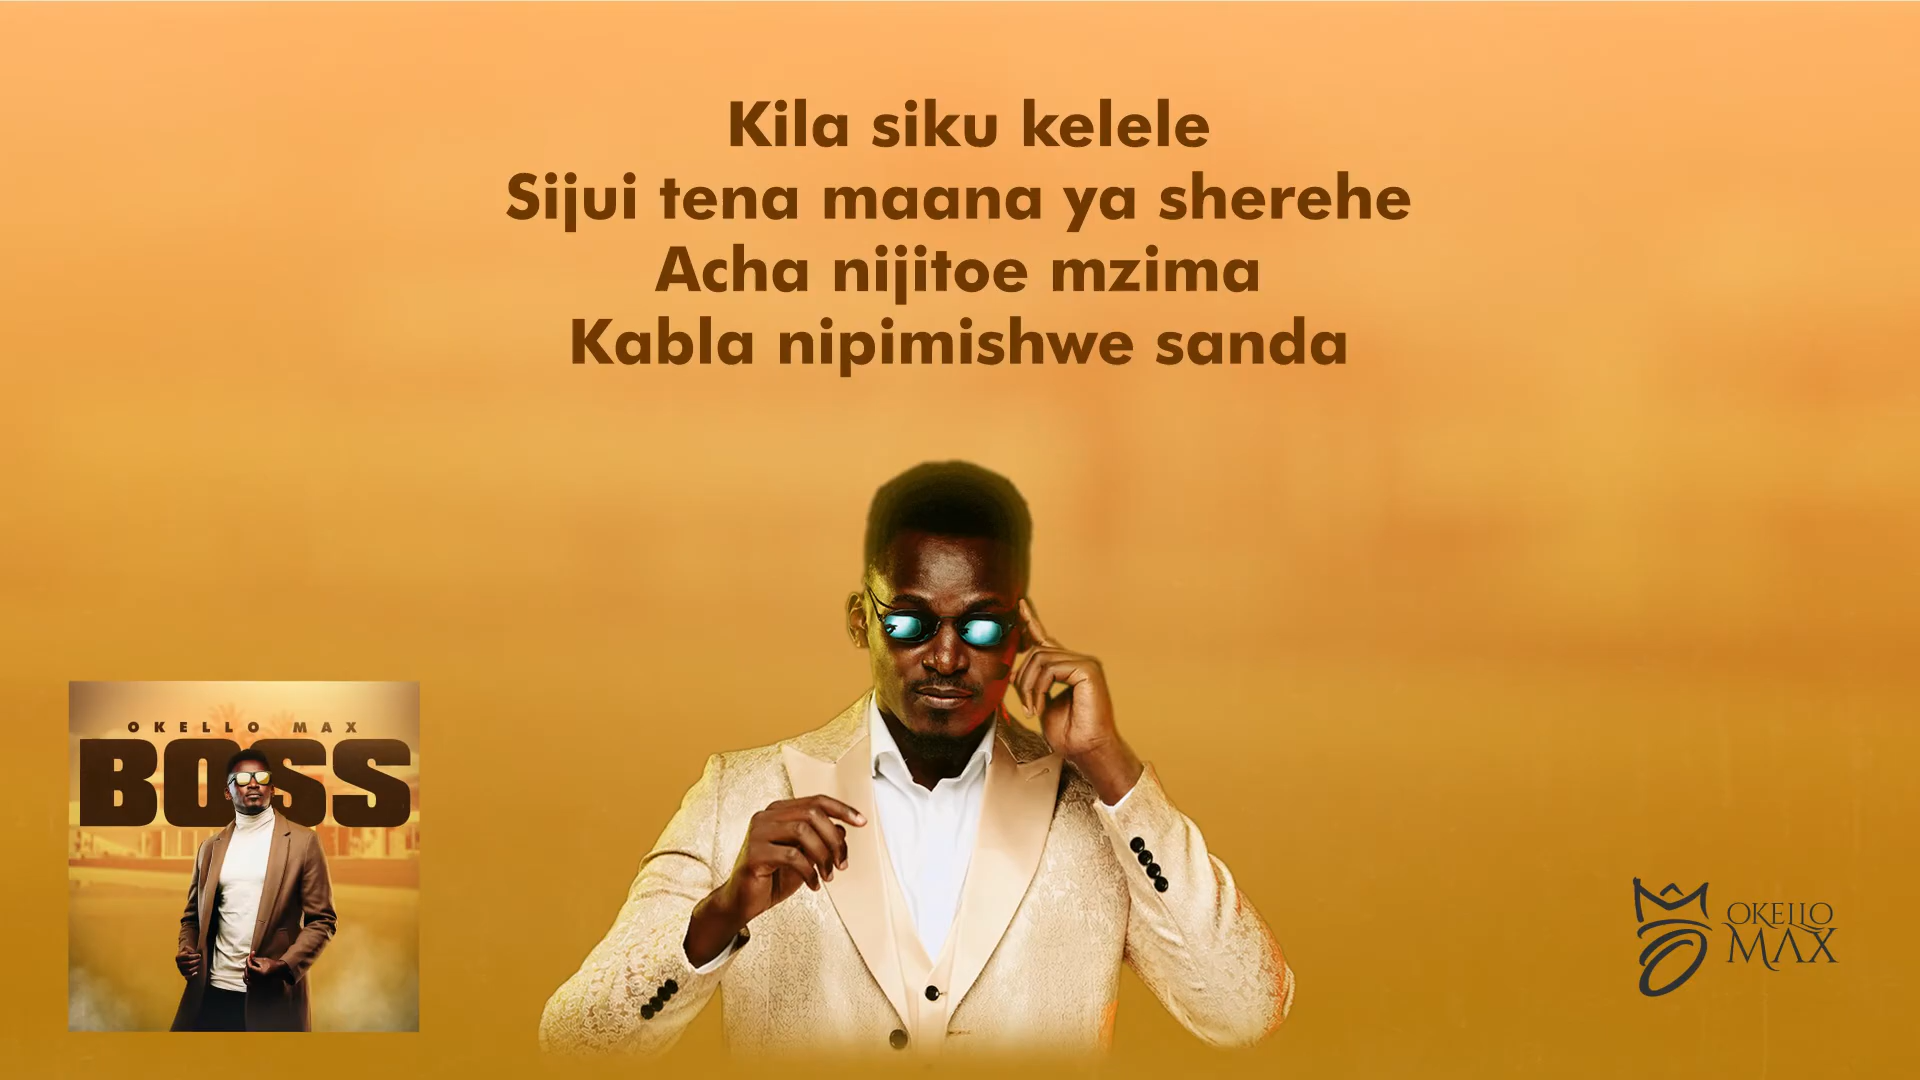 Kila siku kelele
Sijui tena maana ya sherehe
Acha nijitoe mzima
Kabla nipimishwe sanda
OKELLO MAX
BOSS
OKELLO
MAX